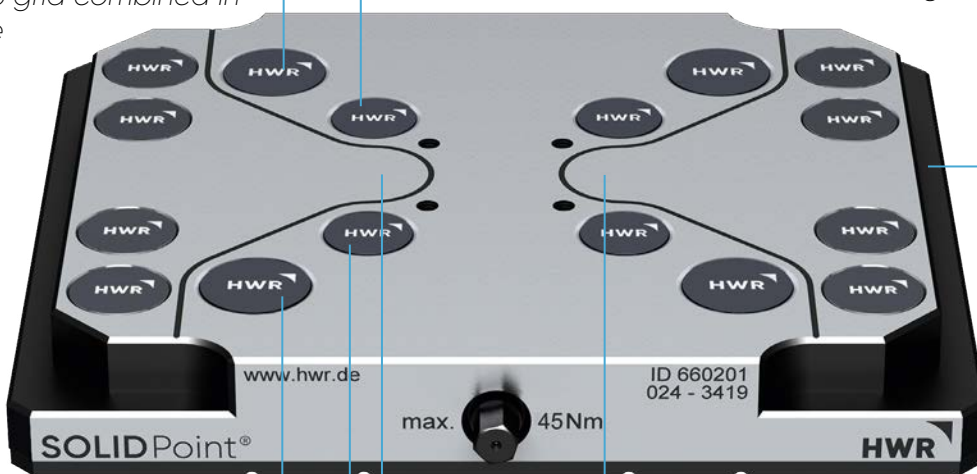 grid combined in
HWR HWR HWR HWR
HWR HWR HWR HWR
HWR HWR HWR HWR
HWR HWR HWR HWR
www.hwr.de
ID 660201
024 - 3419
max. 45Nm
SOLIDPoint®
HWR